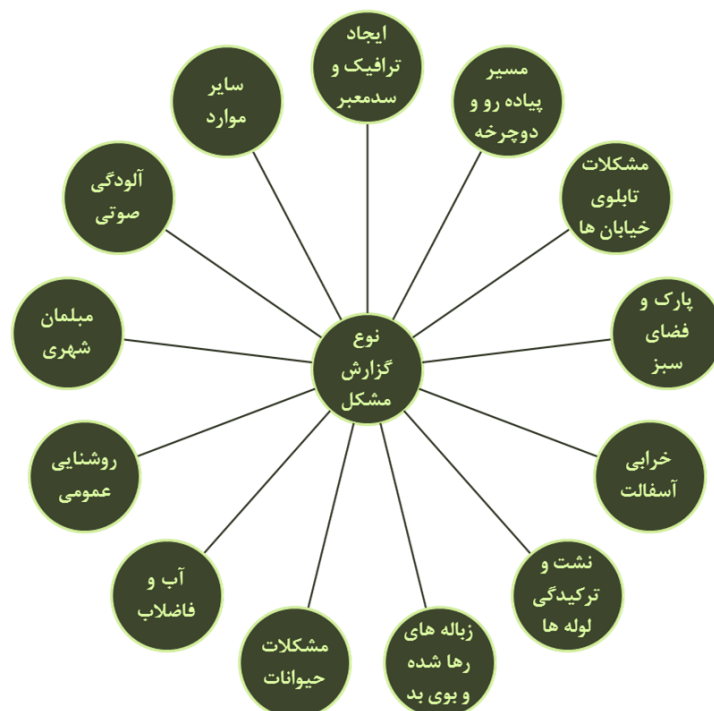 ایجاد
ترافیک و
سدمعبر
مسیر
پیاده رو و
دوچرخه
مشکلات
تابلوی
خیابان ها
پارک و
فضای
سبز
خرابی
آسفالت
نشت و
ترکیدگی
لوله ها
زباله های
رها شده
و بوی بد
مشکلات
حیوانات
آب و
فاضلاب
روشنایی
عمومی
مبلمان
شهری
آلودگی
صوتی
سایر
موارد
نوع
گزارش
مشکل